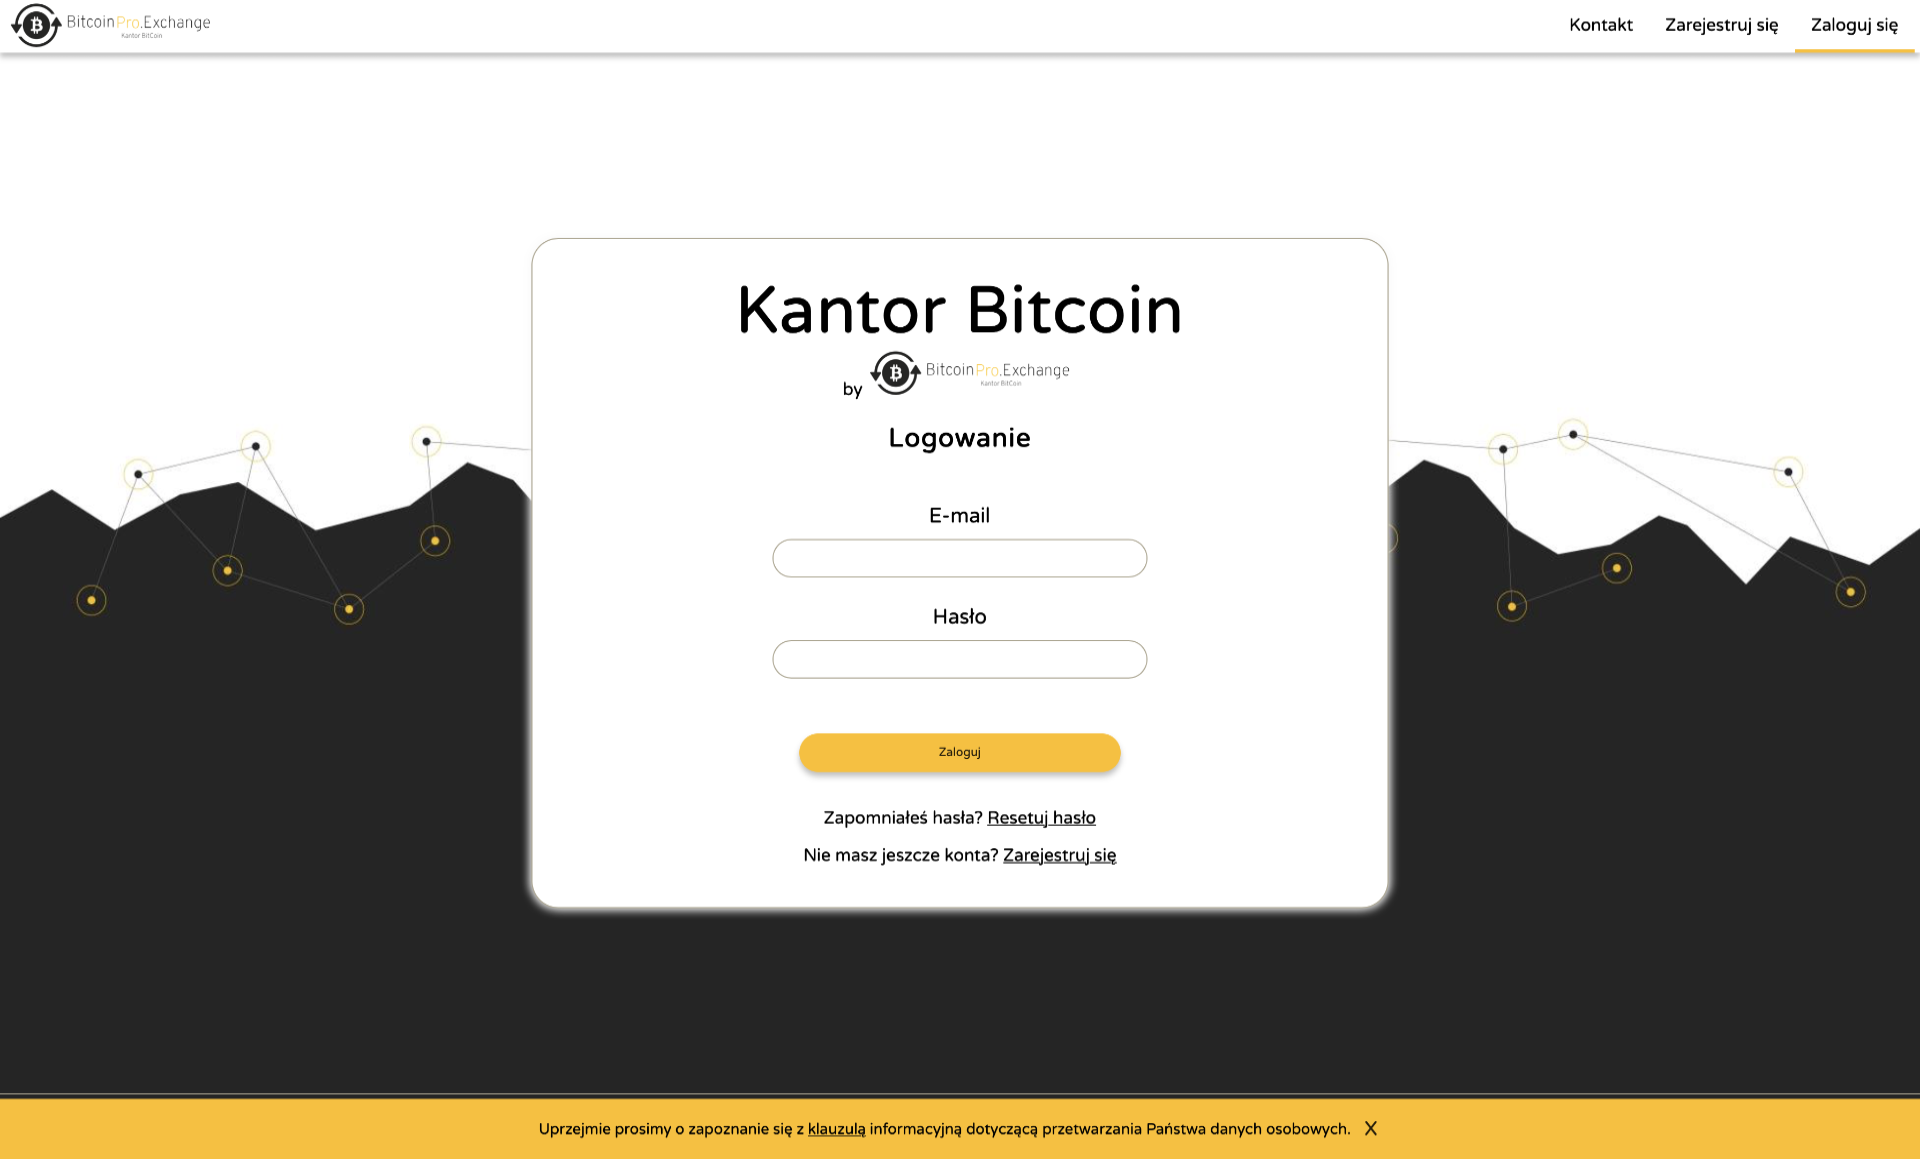 BitcoinPro.Exchange
Kantor BitCoin
Kontakt
Zarejestruj się
Zaloguj się
Kantor Bitcoin
by BitcoinPro.Exchange
Kantor BitCoin
Logowanie
E-mail
Hasło
Zaloguj
Zapomniałeś hasła? Resetuj hasło
Nie masz jeszcze konta? Zarejestruj się
Uprzejmie prosimy o zapoznanie się z klauzulą informacyjną dotyczącą przetwarzania Państwa danych osobowych. X